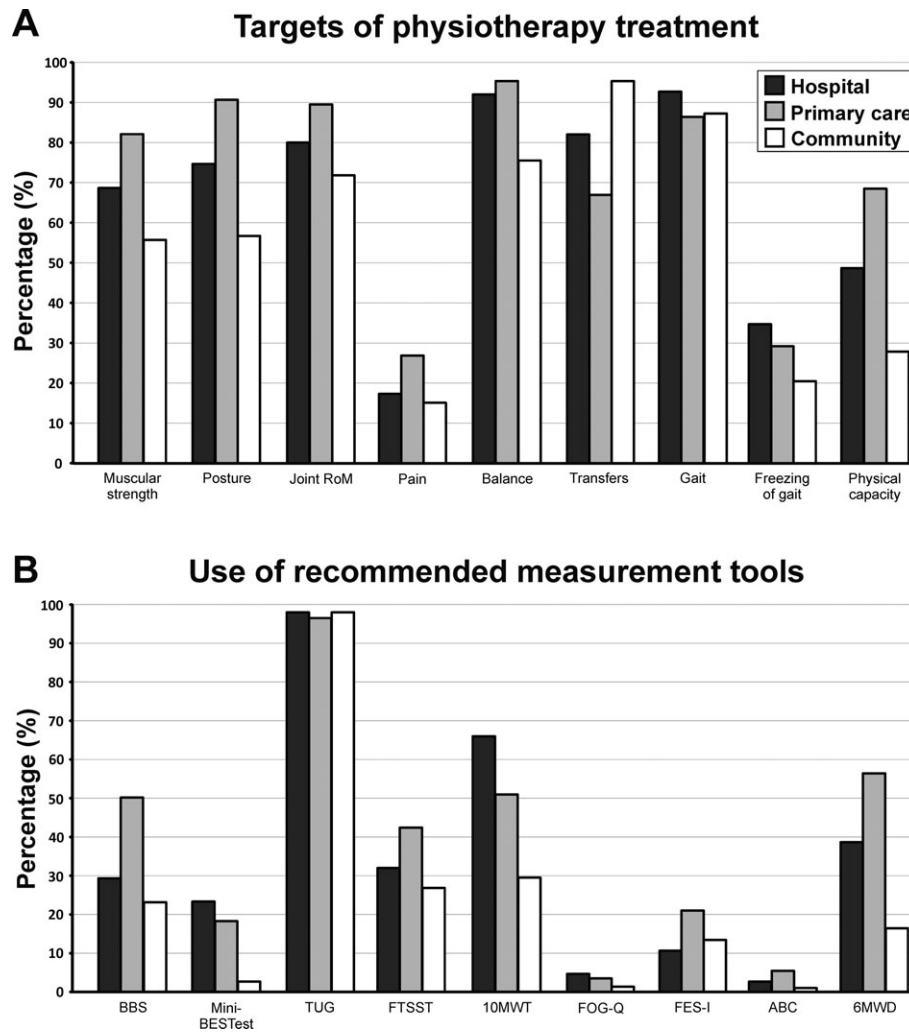 A Targets of physiotherapy treatment
Percentage (%)
100
90
80
70
60
50
40
30
20
10
0
Hospital
Primary care
Community
Muscular strength
Posture
Joint RoM
Pain
Balance
Transfers
Gait
Freezing of gait
Physical capacity
B Use of recommended measurement tools
Percentage (%)
100
90
80
70
60
50
40
30
20
10
0
BBS
Mini-BESTest
TUG
FTSST
10MWT
FOG-Q
FES-I
ABC
6MWD